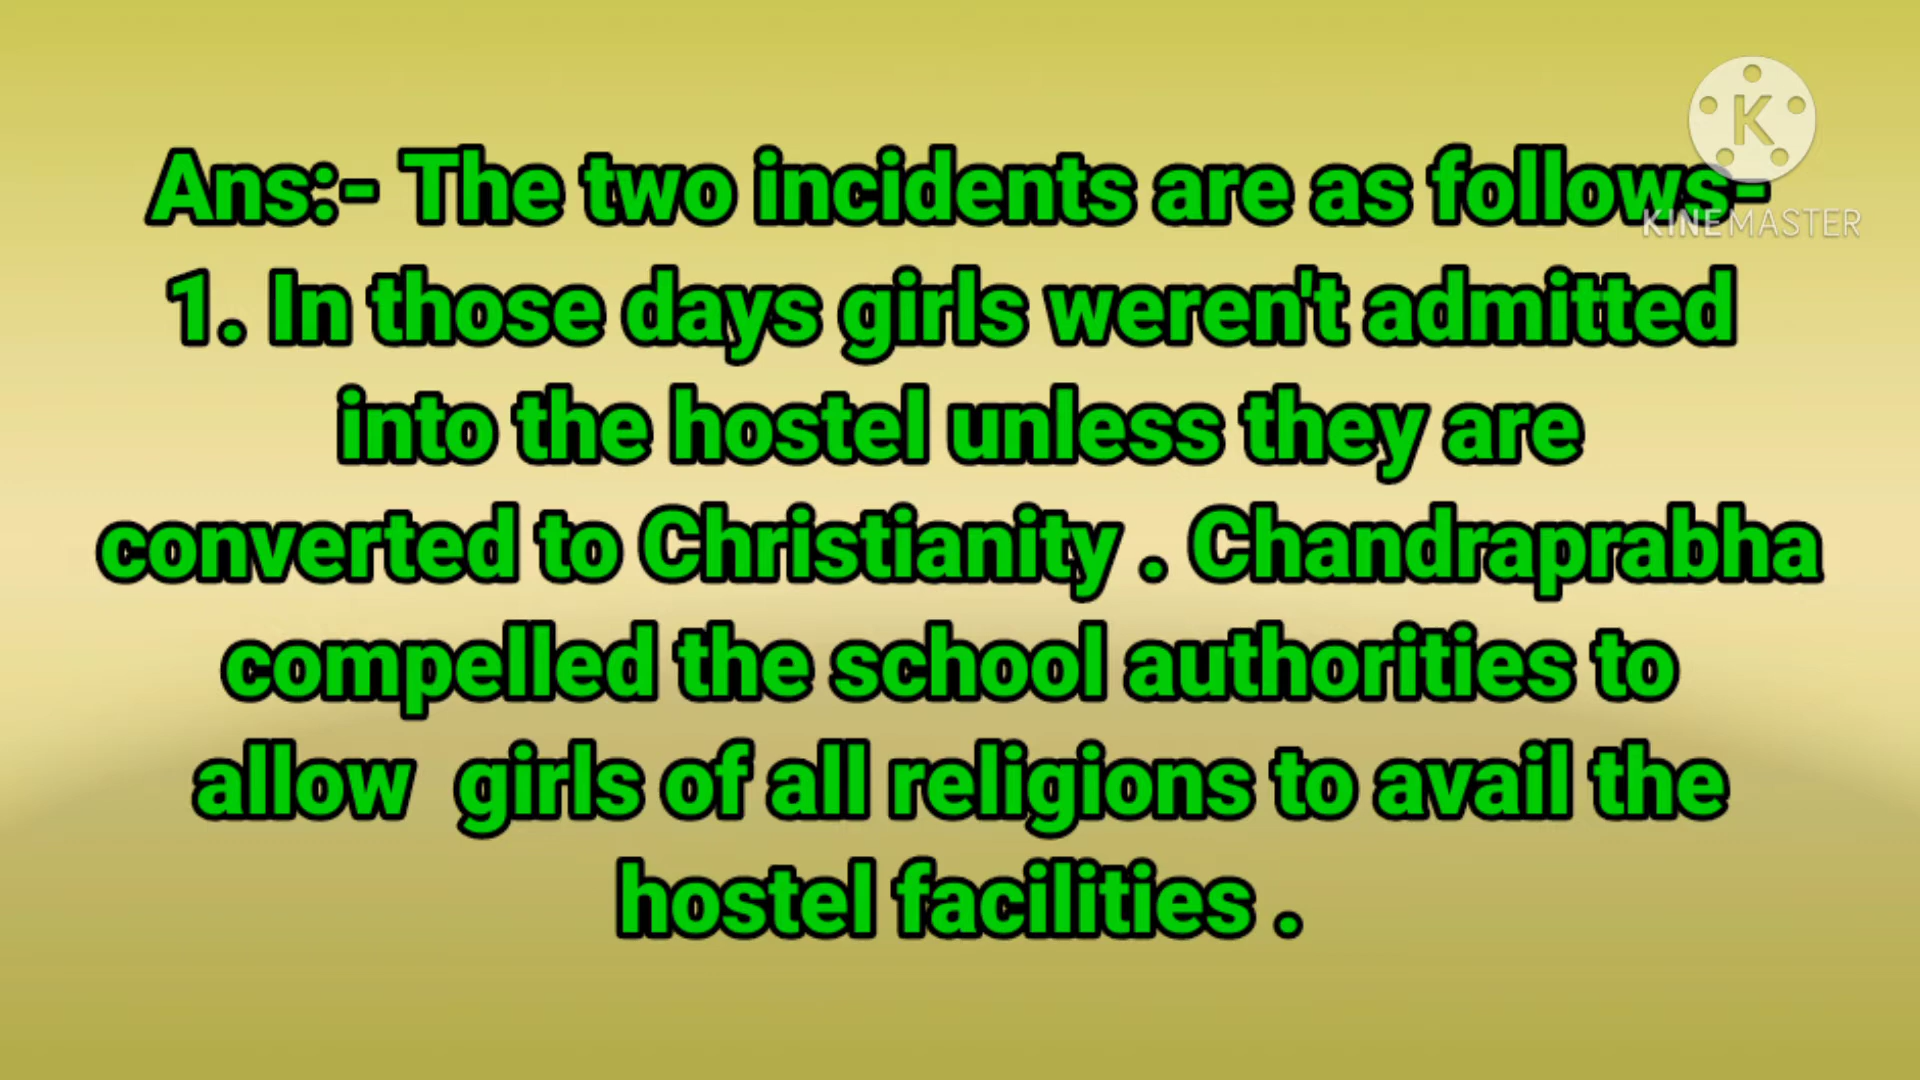 K
KINEMASTER
Ans:- The two incidents are as follows-
1. In those days girls weren't admitted
into the hostel unless they are
converted to Christianity . Chandraprabha
compelled the school authorities to
allow  girls of all religions to avail the
hostel facilities .